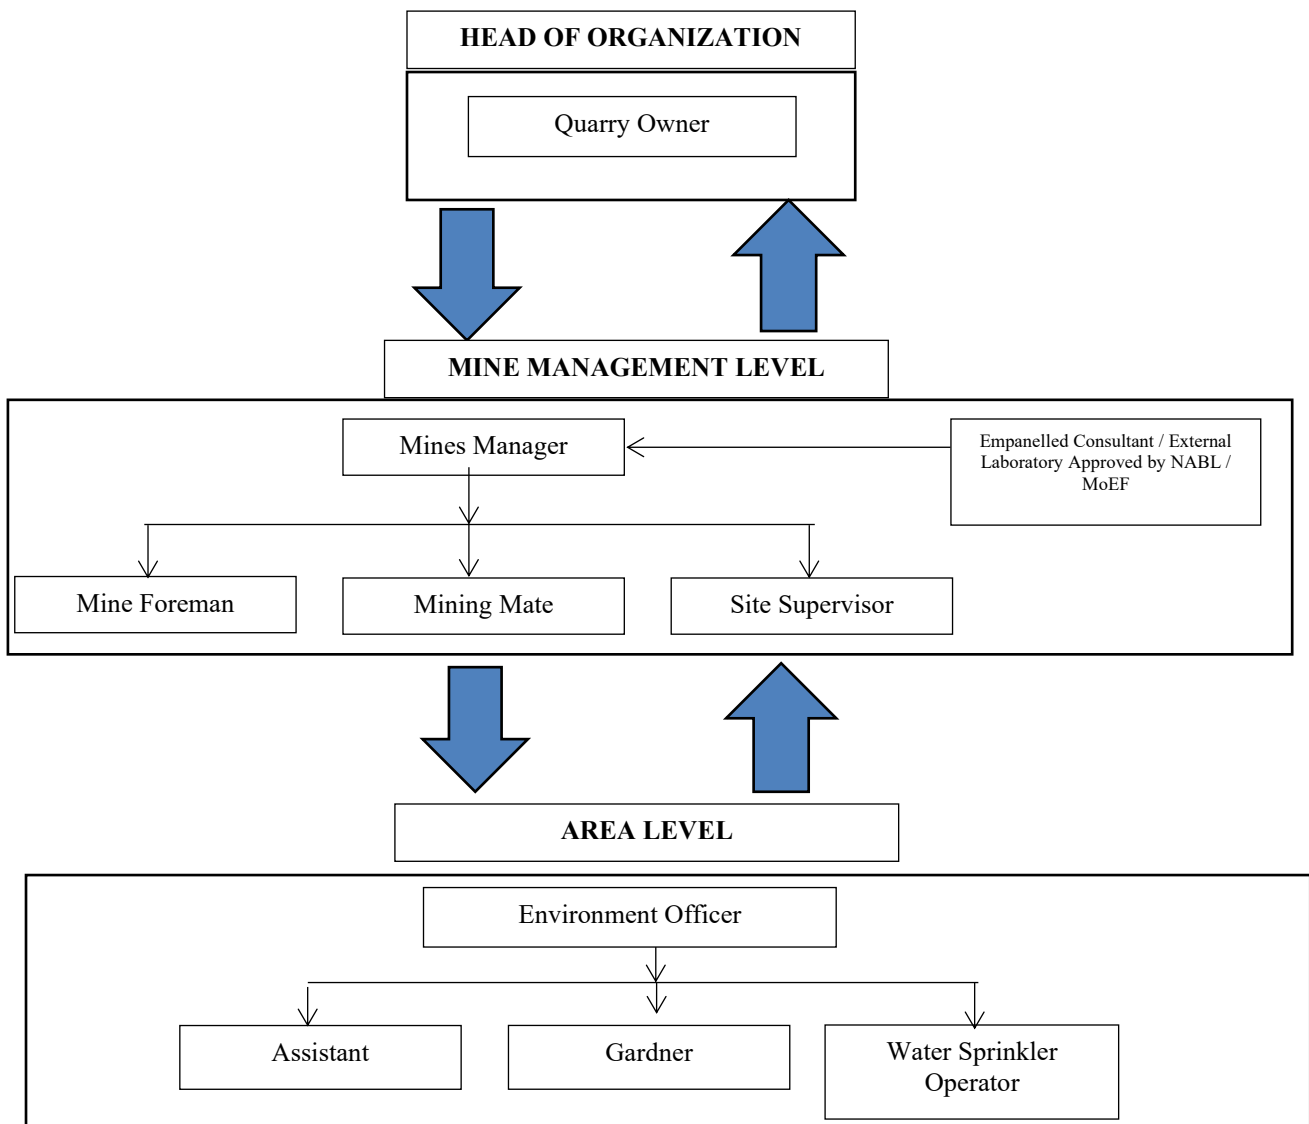 HEAD OF ORGANIZATION
Quarry Owner
MINE MANAGEMENT LEVEL
Mines Manager
Empanelled Consultant / External
Laboratory Approved by NABL /
MoEF
Mine Foreman
Mining Mate
Site Supervisor
AREA LEVEL
Environment Officer
Assistant
Gardner
Water Sprinkler
Operator